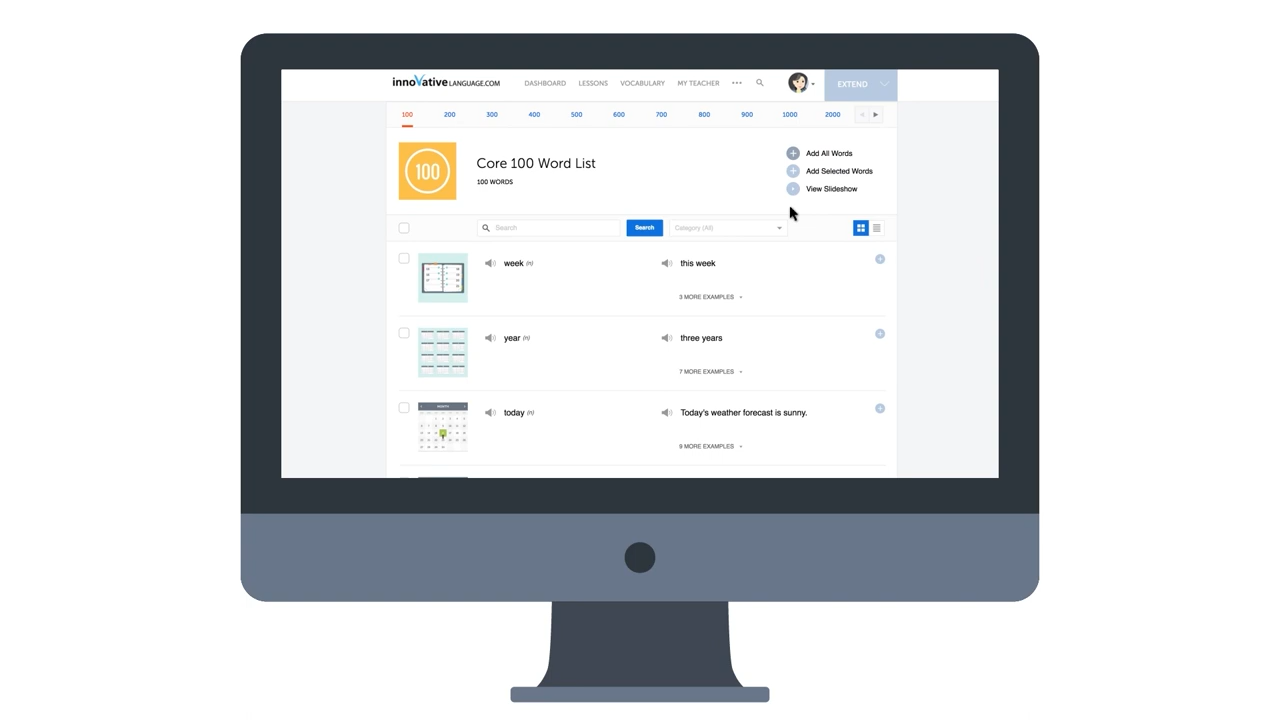 innoVative LANGUAGE.COM DASHBOARD LESSONS VOCABULARY MY TEACHER EXTEND
100 200 300 400 500 600 700 800 900 1000 2000
100
Core 100 Word List
100 WORDS
Add All Words
Add Selected Words
View Slideshow
Search Search Category (All)
week (n) this week
3 MORE EXAMPLES
year (n) three years
7 MORE EXAMPLES
today (n) Today's weather forecast is sunny.
9 MORE EXAMPLES